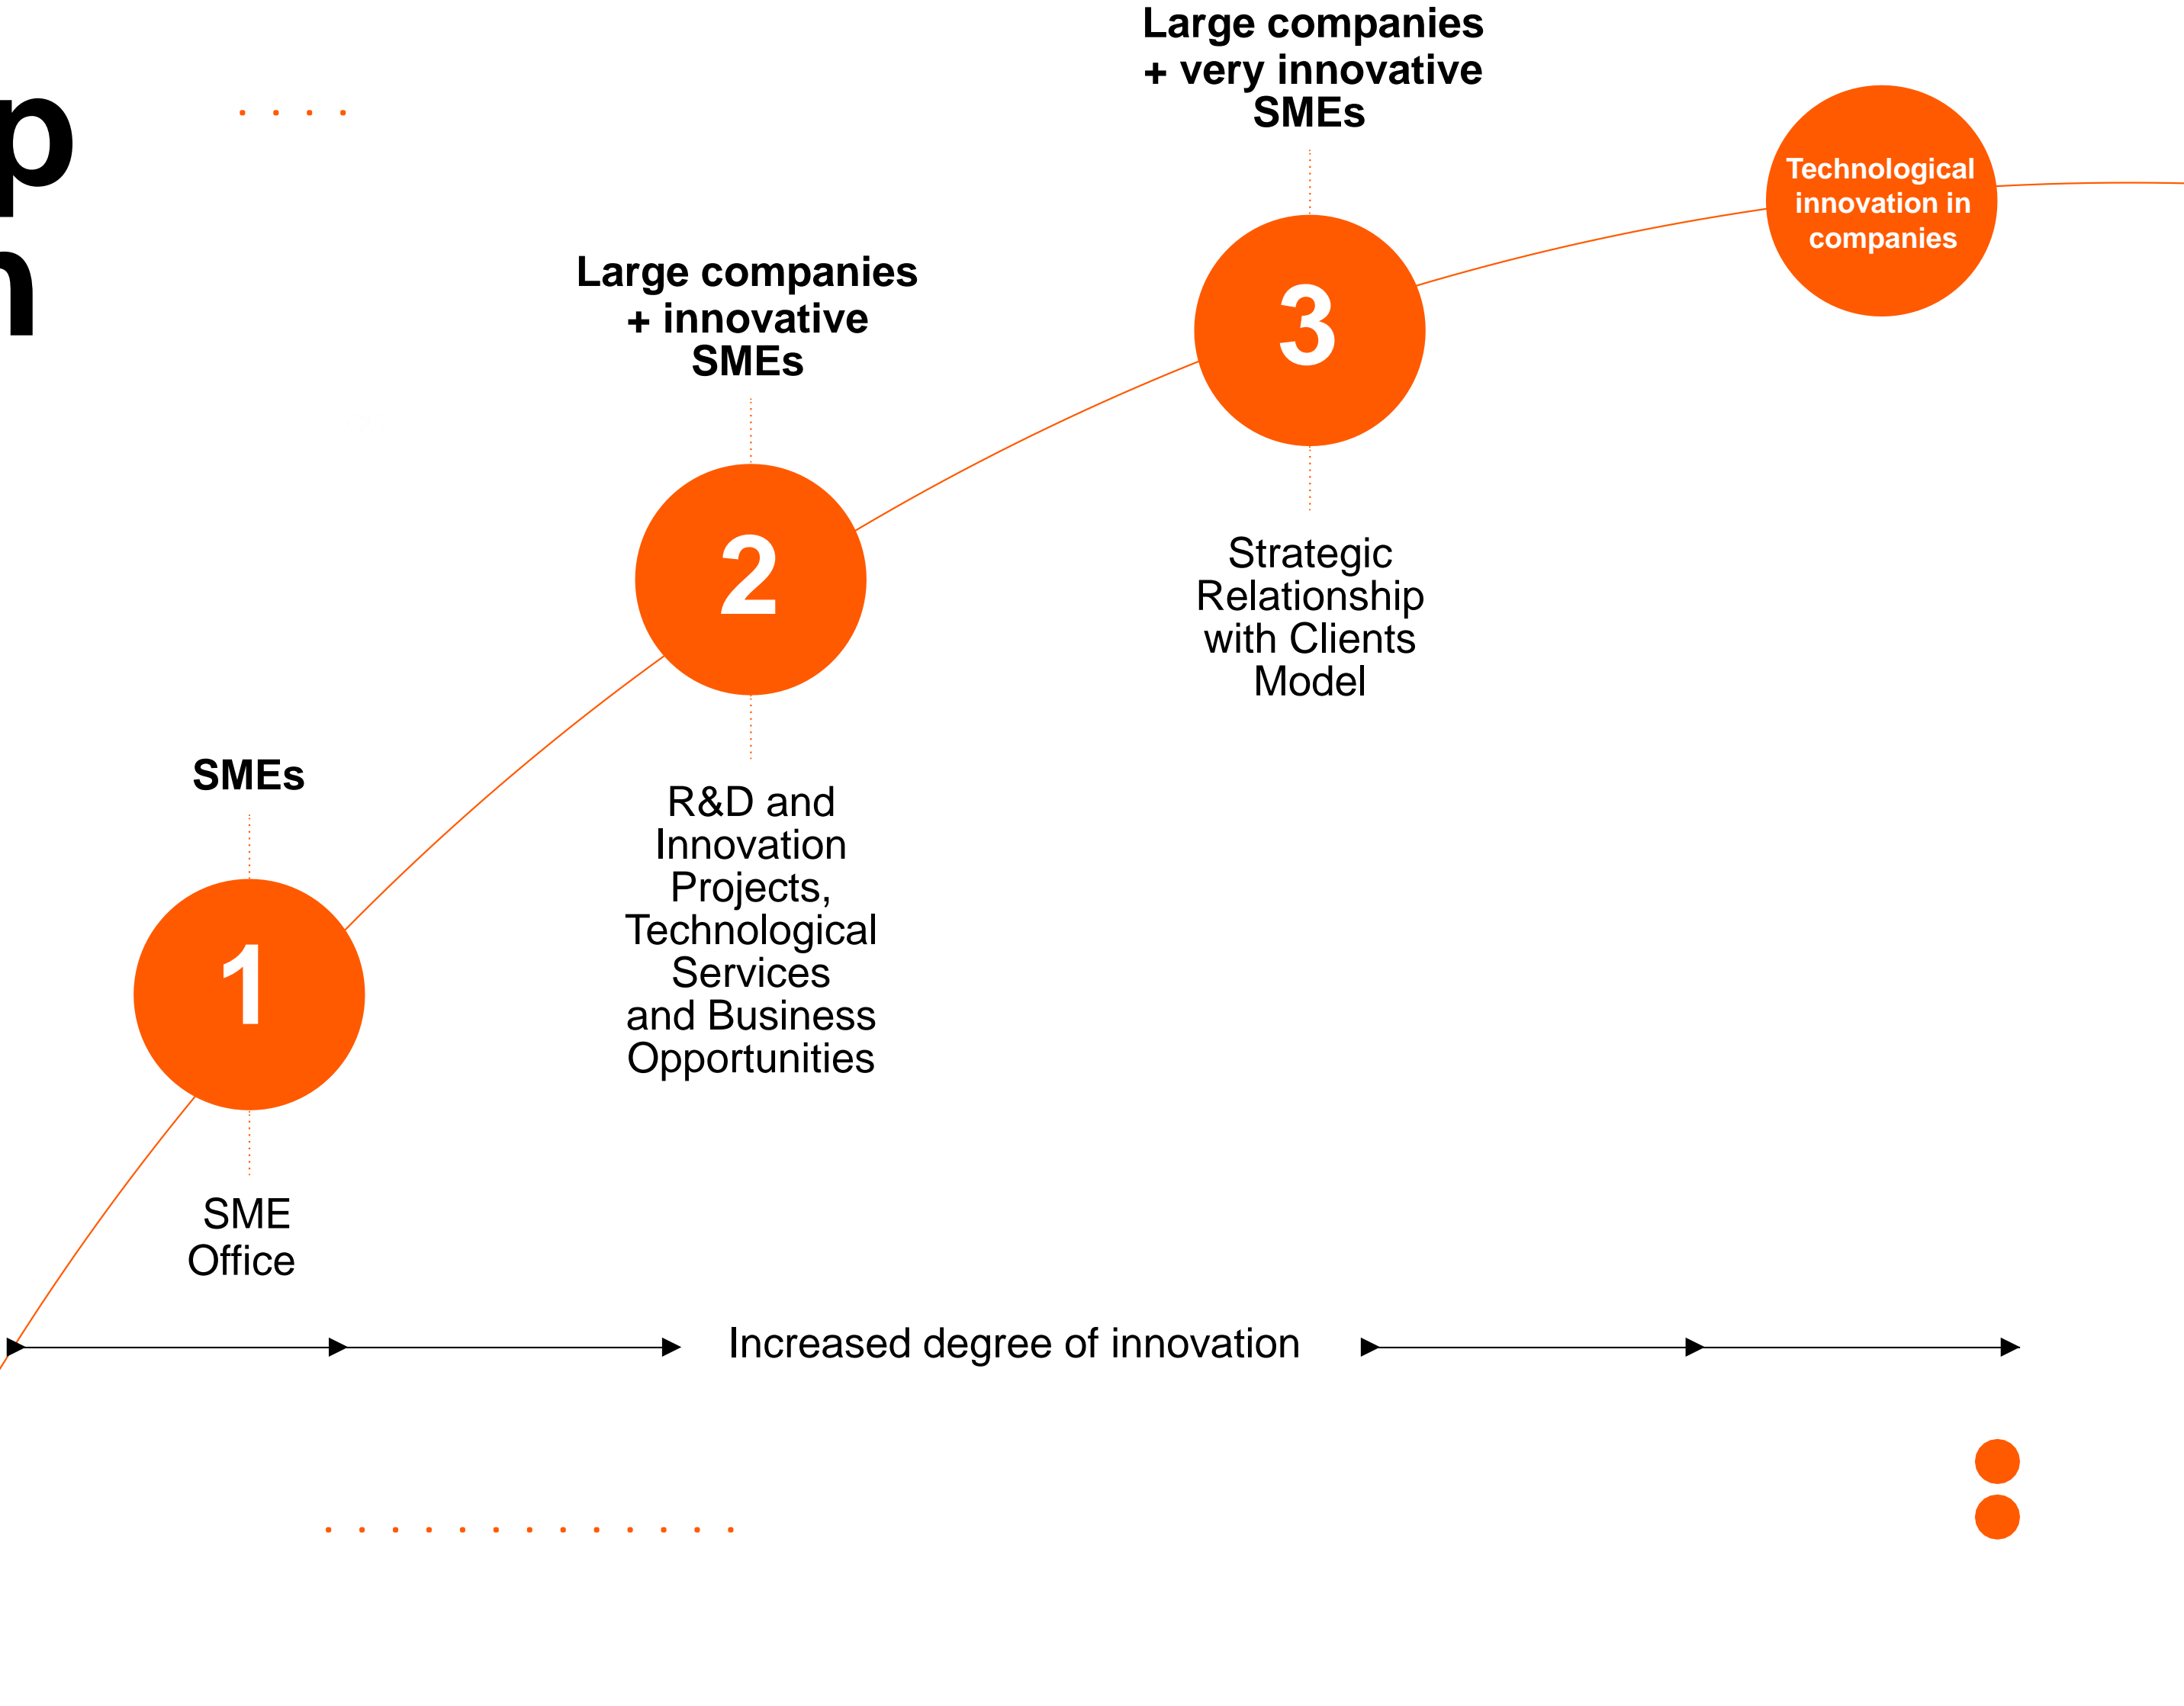 p
n
Large companies
+ very innovative
SMEs
Technological
innovation in
companies
3
Large companies
+ innovative
SMEs
2
Strategic
Relationship
with Clients
Model
SMEs
1
R&D and
Innovation
Projects,
Technological
Services
and Business
Opportunities
SME
Office
Increased degree of innovation